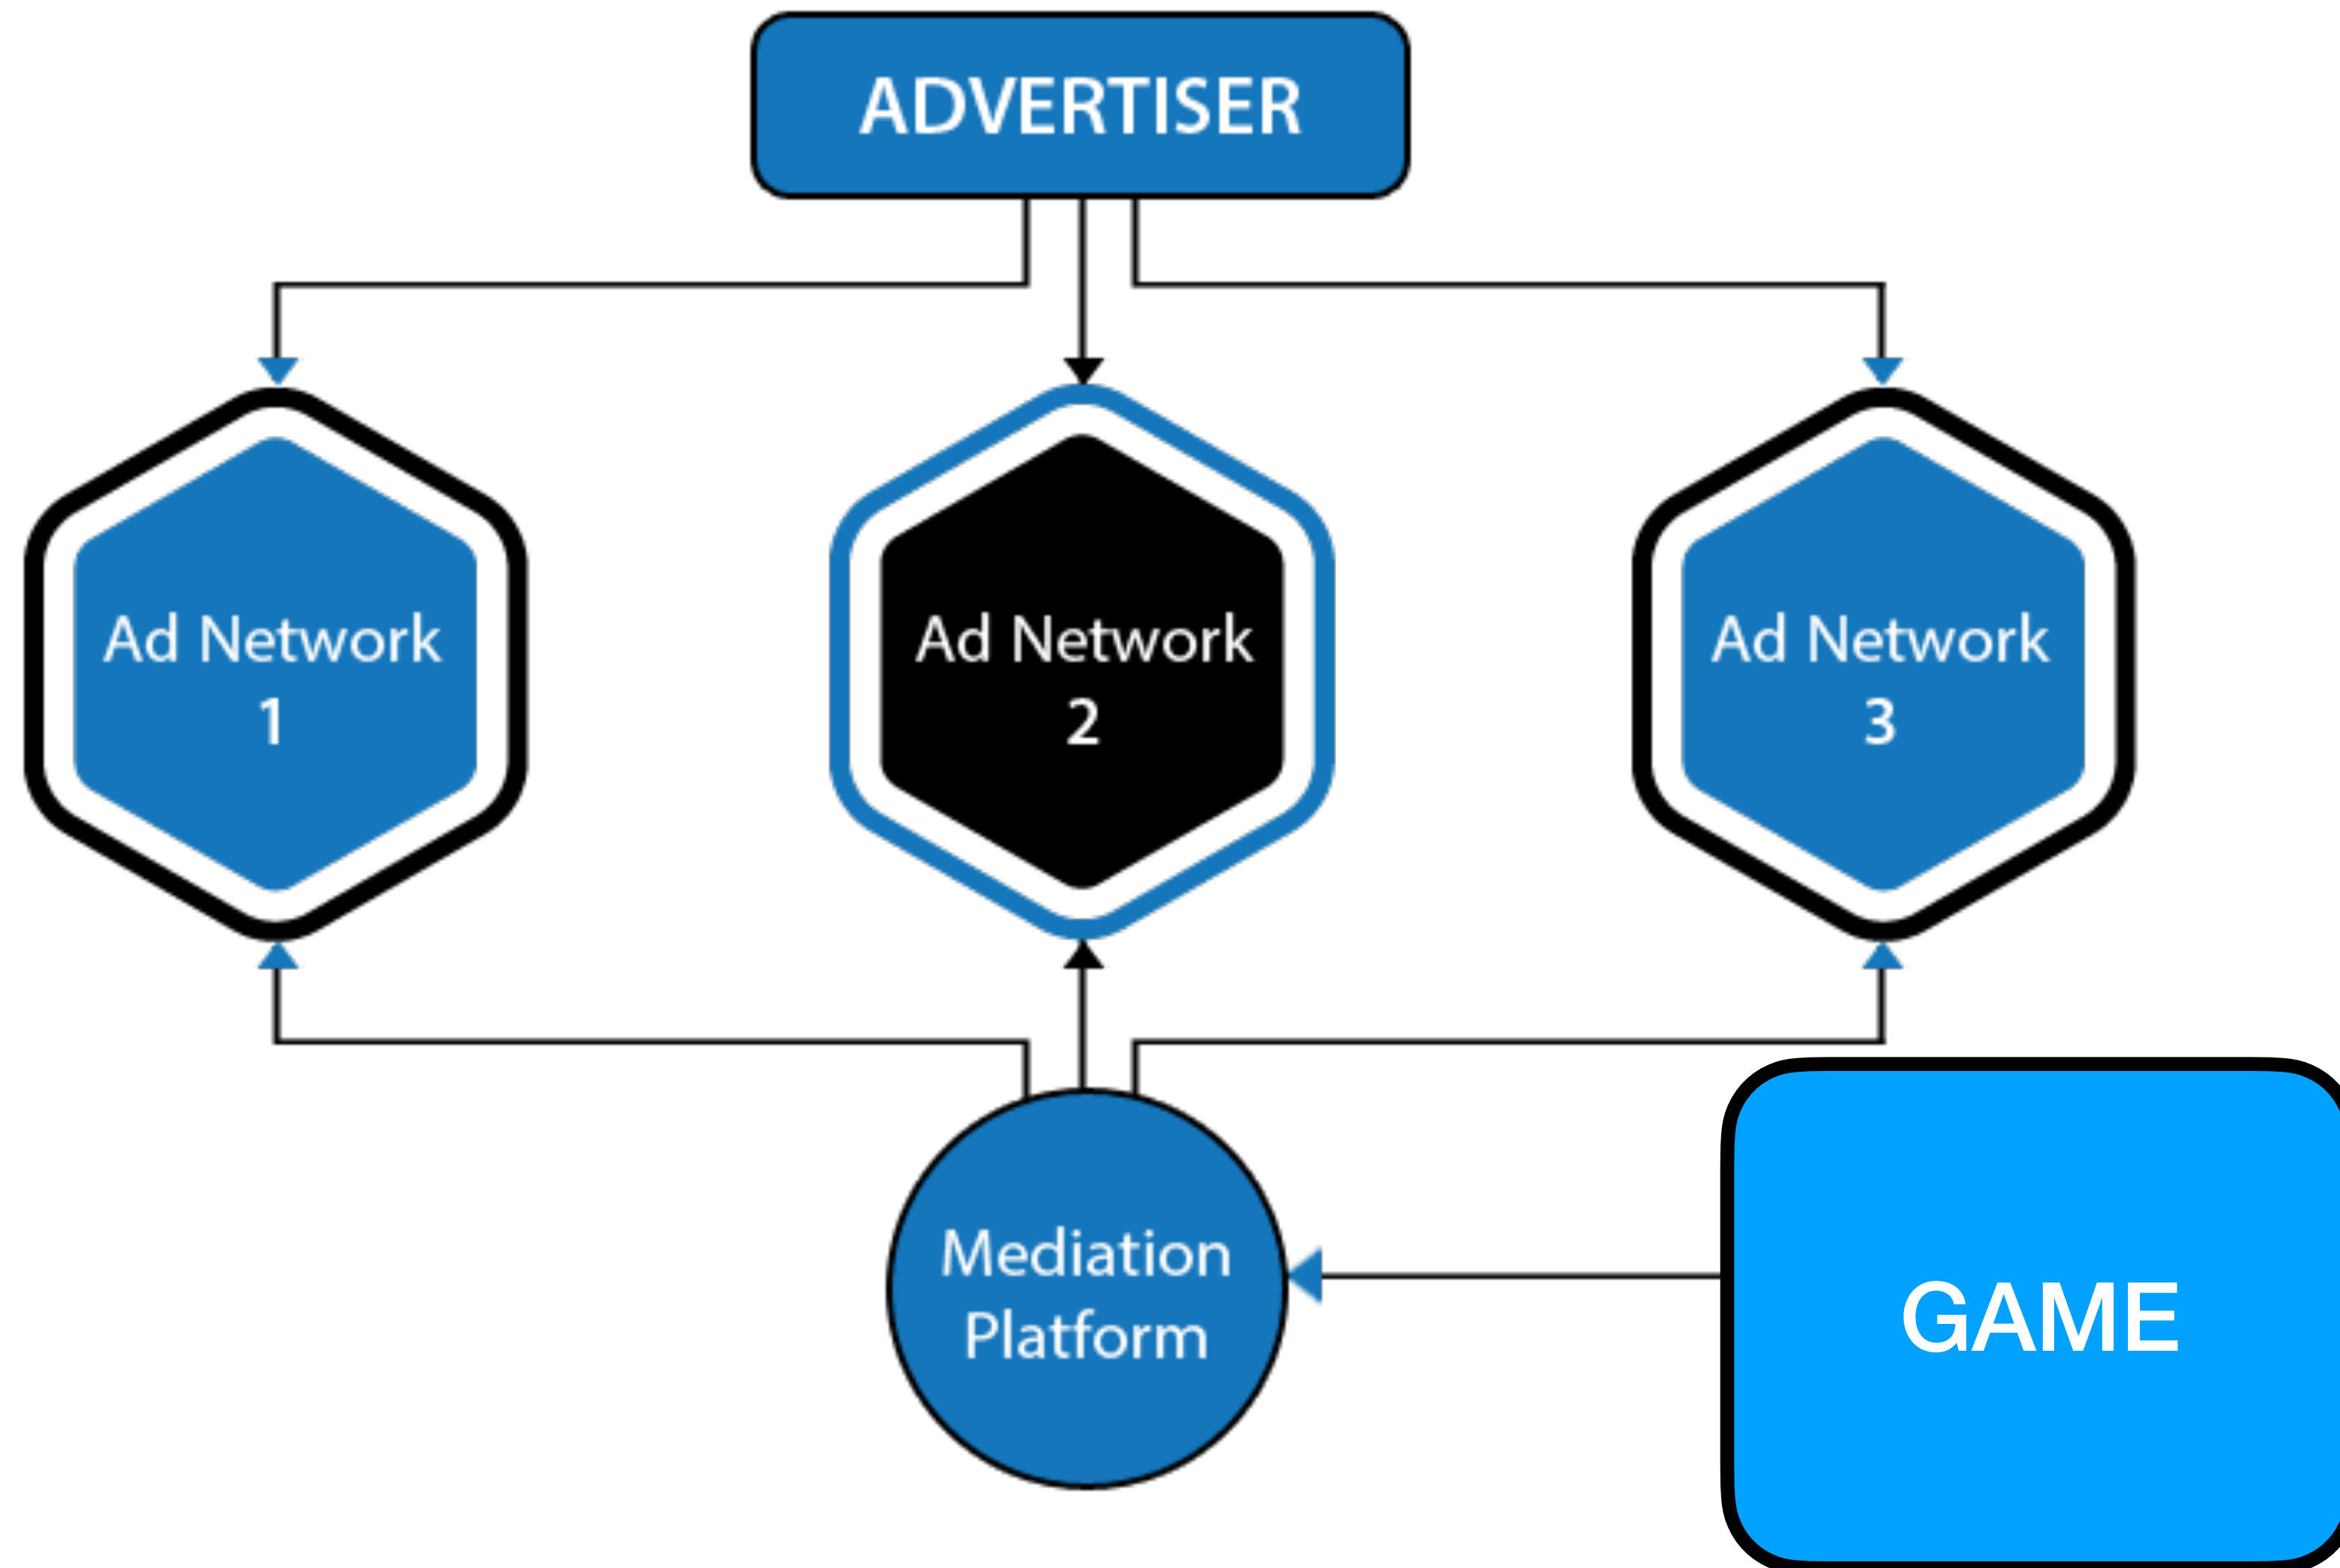 ADVERTISER
Ad Network
1
Ad Network
2
Ad Network
3
Mediation
Platform
GAME